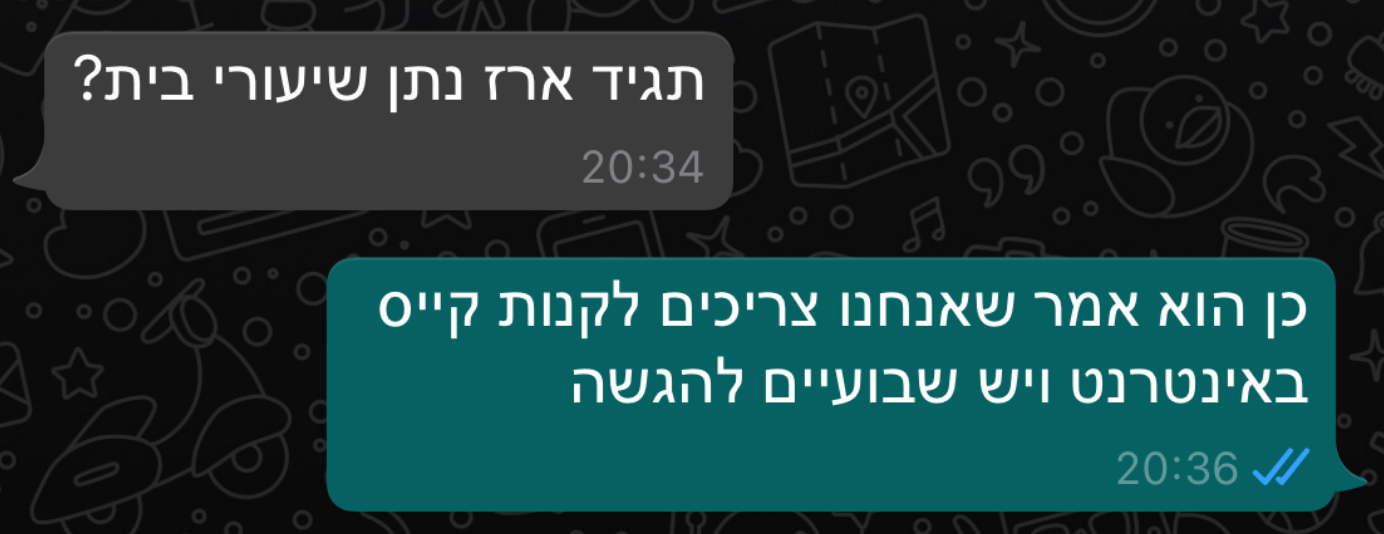 תגיד ארז נתן שיעורי בית?
20:34
כן הוא אמר שאנחנו צריכים לקנות קייס
באינטרנט ויש שבועיים להגשה
20:36